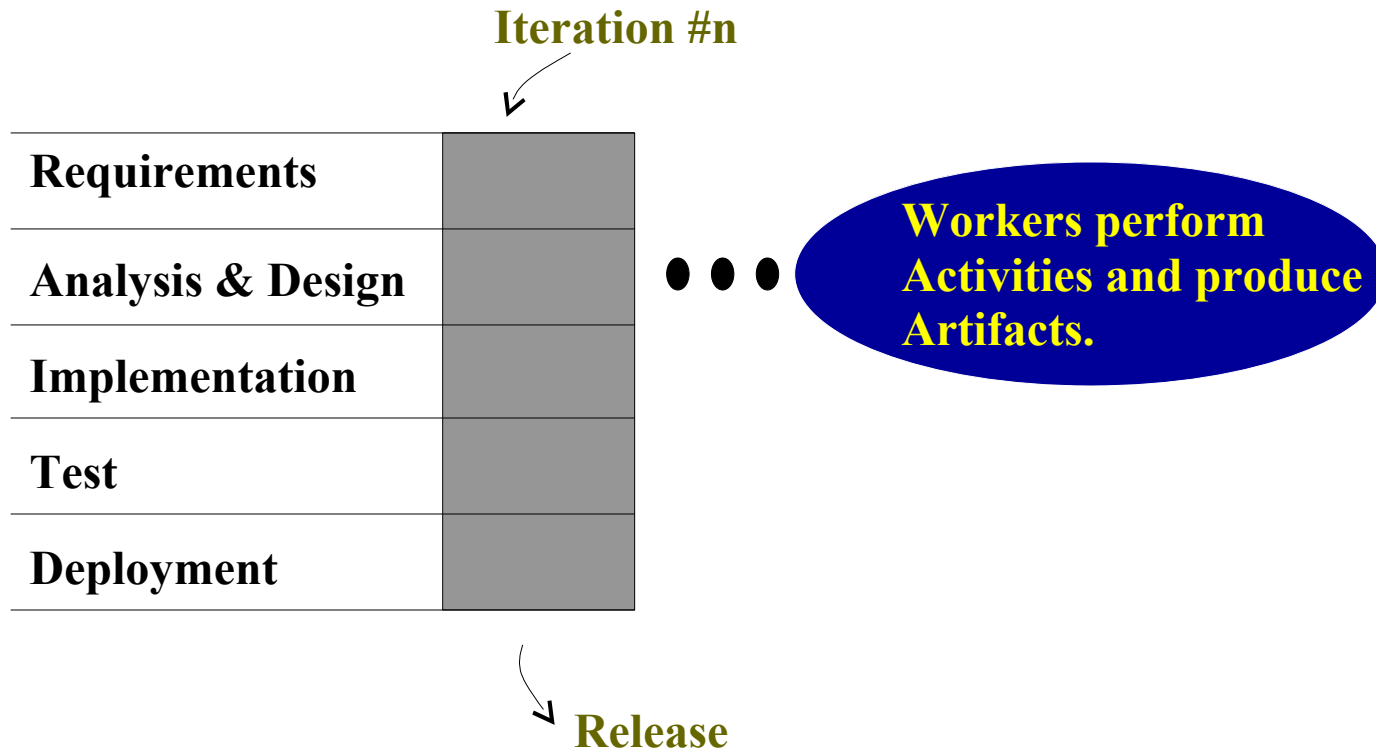 Iteration #n
Requirements
Analysis & Design
Implementation
Test
Deployment
Workers perform
Activities and produce
Artifacts.
Release